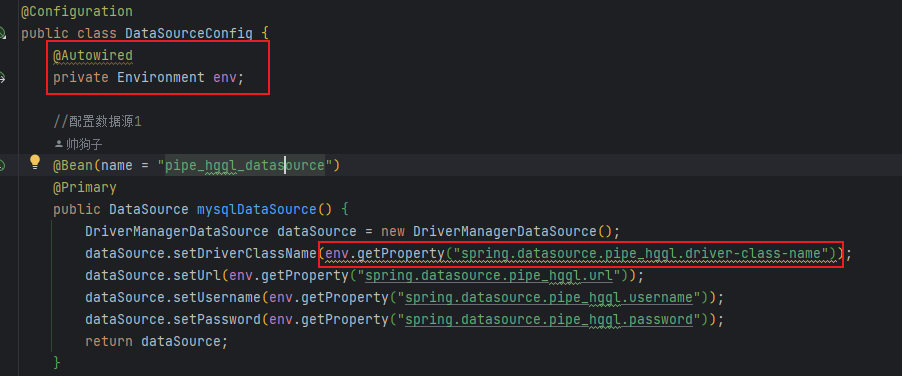 @Configuration
public class DataSourceConfig {
@Autowired
private Environment env;
//配置数据源1
帅狗子
@Bean(name = "pipe_hggl_datasource")
@Primary
public DataSource mysqlDataSource() {
DriverManagerDataSource dataSource = new DriverManagerDataSource();
dataSource.setDriverClassName(env.getProperty("spring.datasource.pipe_hggl.driver-class-name"));
dataSource.setUrl(env.getProperty("spring.datasource.pipe_hggl.url"));
dataSource.setUsername(env.getProperty("spring.datasource.pipe_hggl.username"));
dataSource.setPassword(env.getProperty("spring.datasource.pipe_hggl.password"));
return dataSource;
}